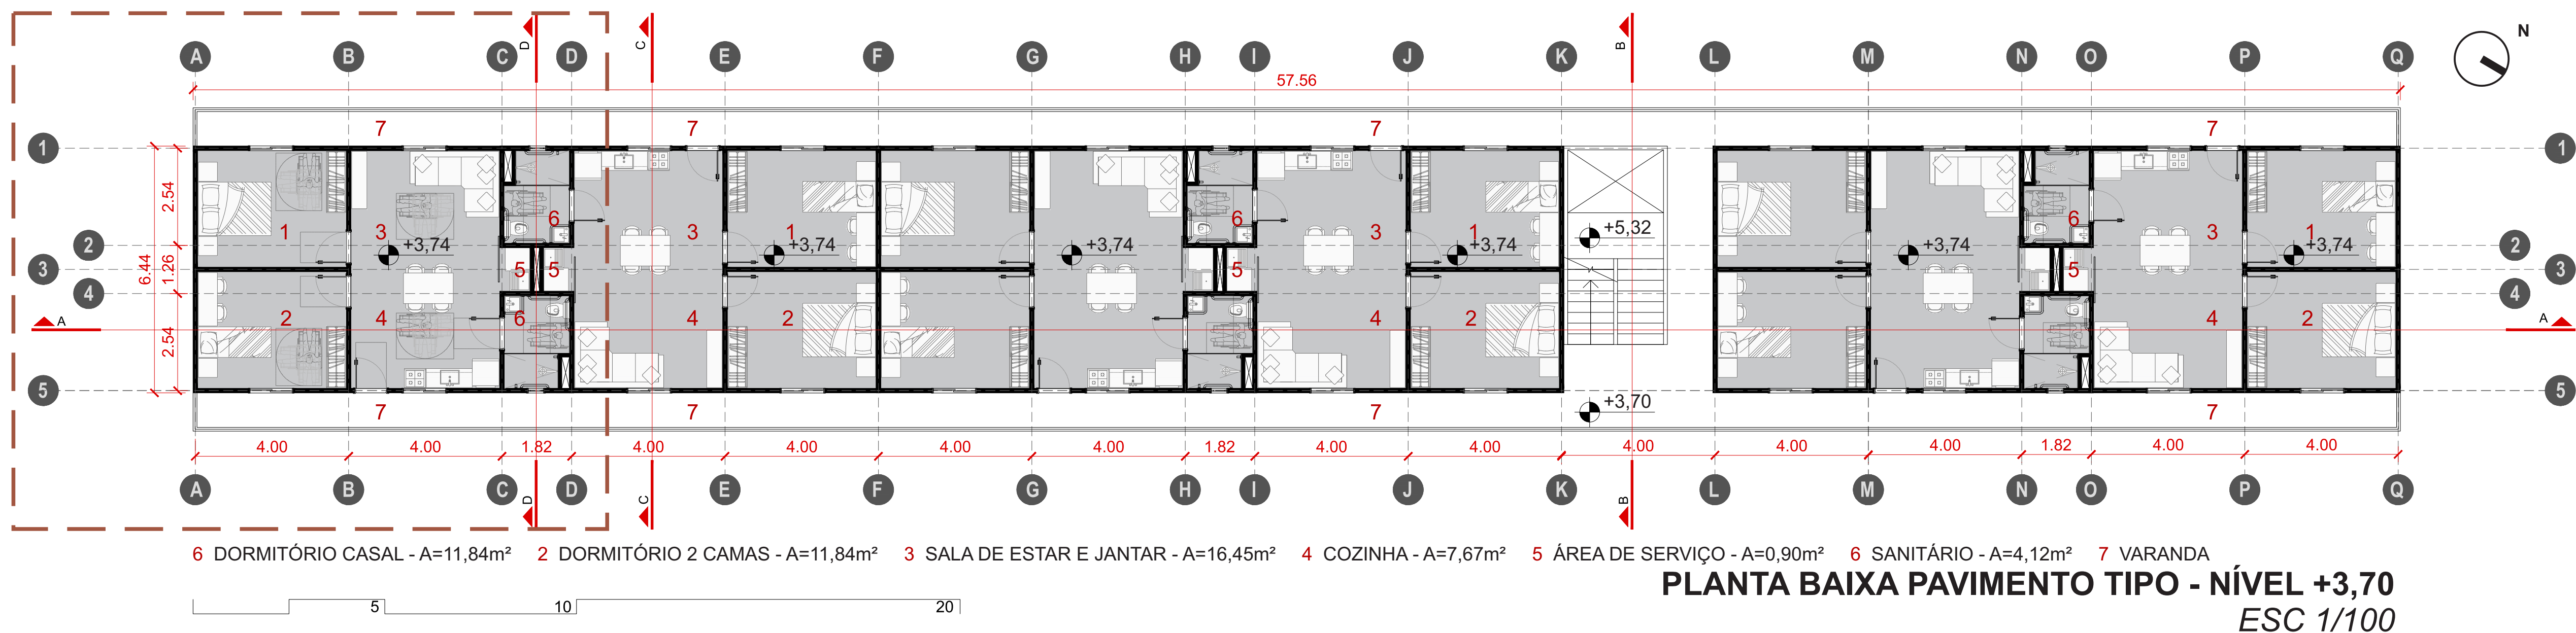 N
D C B
A B C D E F G H I J K L M N O P Q
57.56
7 7 7 7
1 1
2.54
6 6 6
1 3 3 1 3 1 3 1
+5,32
2 +3,74 +3,74 +3,74 +3,74 +3,74 +3,74 2
6.44 1.26
3 5 5 5 5 3
4 4
2 4 6 4 2 4 2 4 2
A A
2.54
5 5
7 7 7 7
+3,70
4.00 4.00 1.82 4.00 4.00 4.00 4.00 1.82 4.00 4.00 4.00 4.00 4.00 1.82 4.00 4.00
A B C D E F G H I J K L M N O P Q
D C B
6 DORMITÓRIO CASAL - A=11,84m² 2 DORMITÓRIO 2 CAMAS - A=11,84m² 3 SALA DE ESTAR E JANTAR - A=16,45m² 4 COZINHA - A=7,67m² 5 ÁREA DE SERVIÇO - A=0,90m² 6 SANITÁRIO - A=4,12m² 7 VARANDA
PLANTA BAIXA PAVIMENTO TIPO - NÍVEL +3,70
5 10 20
ESC 1/100